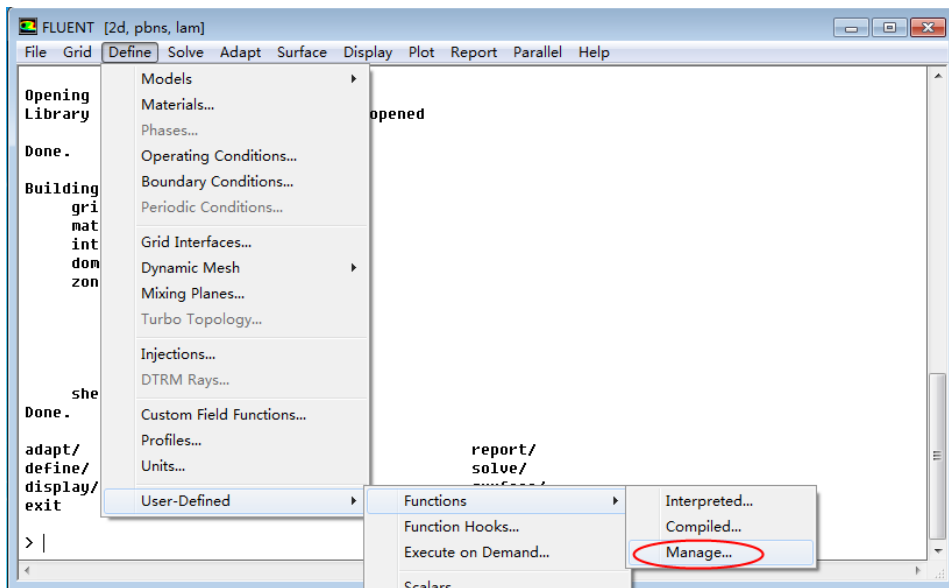 FLUENT [2d, pbns, lam]
File Grid Define Solve Adapt Surface Display Plot Report Parallel Help
Opening
Library opened
Done.
Building
gri
mat
int
dom
zon
she
Done.
adapt/ report/
define/ solve/
display/
exit
>
Models
Materials...
Phases...
Operating Conditions...
Boundary Conditions...
Periodic Conditions...
Grid Interfaces...
Dynamic Mesh
Mixing Planes...
Turbo Topology...
Injections...
DTRM Rays...
Custom Field Functions...
Profiles...
Units...
User-Defined
Functions
Function Hooks...
Execute on Demand...
Scalars
Interpreted...
Compiled...
Manage...